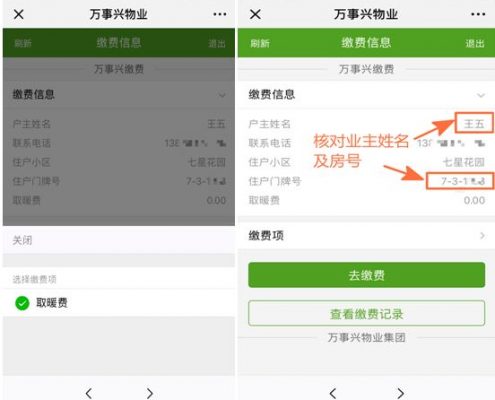 万事兴物业
刷新 缴费信息 退出
万事兴缴费
缴费信息
户主姓名 王五
联系电话 138
住户小区 七星花园
住户门牌号 7-3-1
取暖费 0.00
关闭
选择缴费项
取暖费
万事兴物业
刷新 缴费信息 退出
万事兴缴费
缴费信息
户主姓名 王五
联系电话 138
住户小区 七星花园
住户门牌号 7-3-1
取暖费 0.00
核对业主姓名
及房号
缴费项
去缴费
查看缴费记录
万事兴物业集团